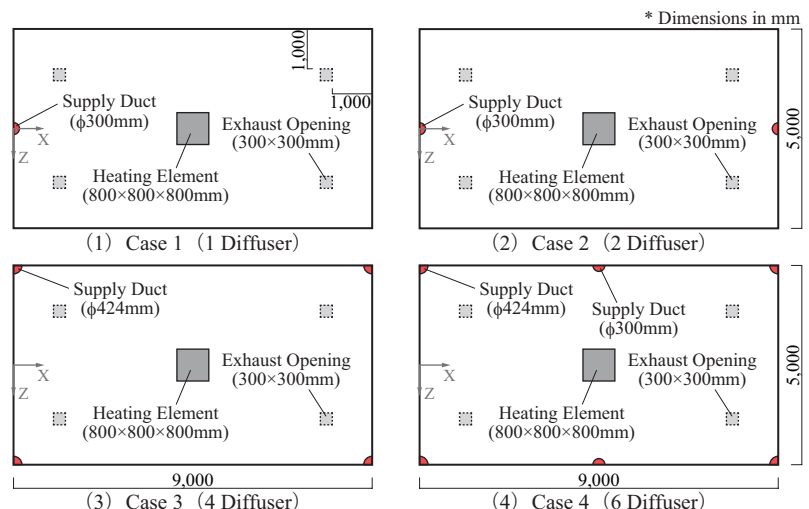 * Dimensions in mm
1,000
1,000
Supply Duct
(ϕ300mm)
X
Z
Exhaust Opening
(300×300mm)
Heating Element
(800×800×800mm)
(1) Case 1 (1 Diffuser)
Supply Duct
(ϕ300mm)
X
Z
Exhaust Opening
(300×300mm)
Heating Element
(800×800×800mm)
5,000
(2) Case 2 (2 Diffuser)
Supply Duct
(ϕ424mm)
X
Z
Exhaust Opening
(300×300mm)
Heating Element
(800×800×800mm)
9,000
(3) Case 3 (4 Diffuser)
Supply Duct
(ϕ424mm)
Supply Duct
(ϕ300mm)
X
Z
Exhaust Opening
(300×300mm)
Heating Element
(800×800×800mm)
5,000
9,000
(4) Case 4 (6 Diffuser)